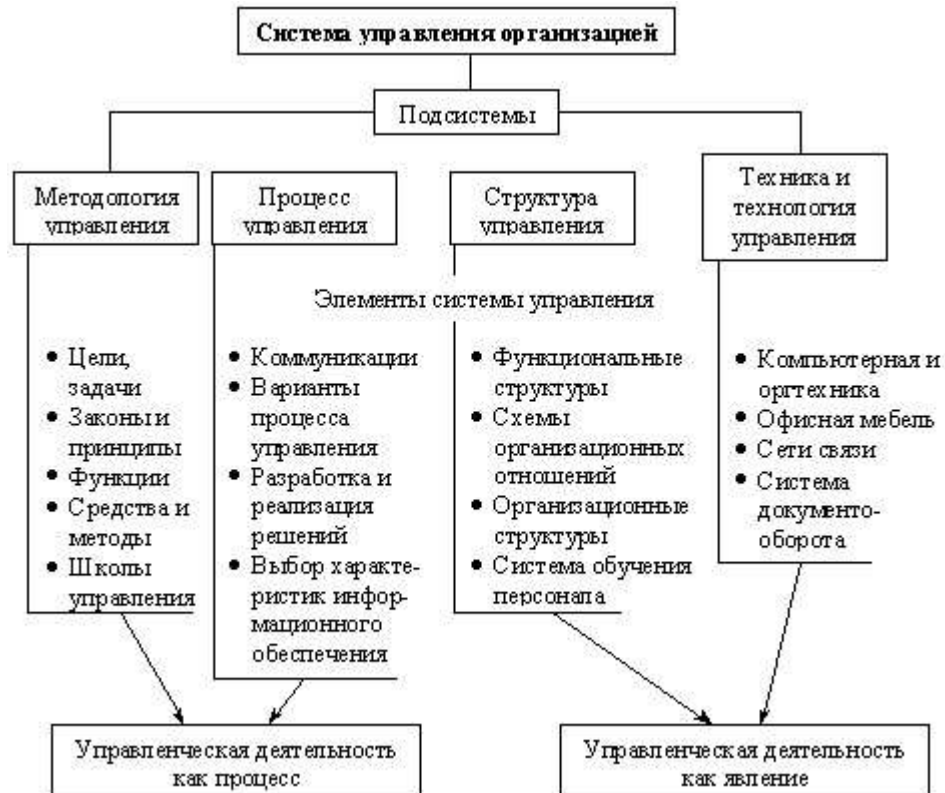 Система управления организацией
Подсистемы
Методология
управления
Процесс
управления
Структура
управления
Техника и
технология
управления
Элементы системы управления
• Цели,
задачи
• Законы и
принципы
• Функции
• Средства и
методы
• Школы
управления
• Коммуникации
• Варианты
процесса
управления
• Разработка и
реализация
решений
• Выбор характе-
ристик инфор-
мационного
обеспечения
• Функциональные
структуры
• Схемы
организационных
отношений
• Организационные
структуры
• Система обучения
персонала
• Компьютерная и
оргтехника
• Офисная мебель
• Сети связи
• Система
документо-
оборота
Управленческая деятельность
как процесс
Управленческая деятельность
как явление